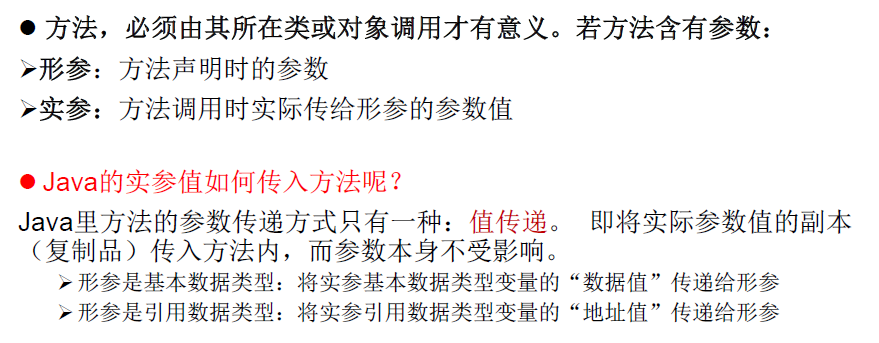 ● 方法，必须由其所在类或对象调用才有意义。若方法含有参数：
➢形参：方法声明时的参数
➢实参：方法调用时实际传给形参的参数值
● Java的实参值如何传入方法呢？
Java里方法的参数传递方式只有一种：值传递。 即将实际参数值的副本
（复制品）传入方法内，而参数本身不受影响。
➢形参是基本数据类型：将实参基本数据类型变量的“数据值”传递给形参
➢形参是引用数据类型：将实参引用数据类型变量的“地址值”传递给形参